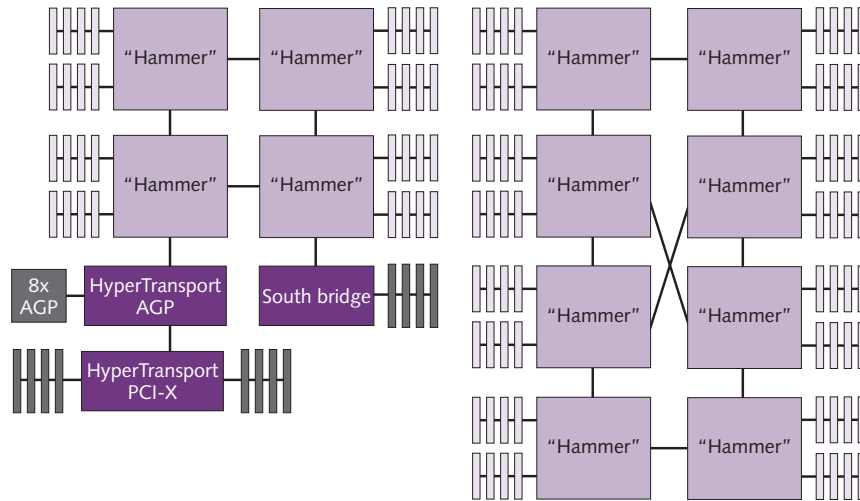 “Hammer”
“Hammer”
“Hammer”
“Hammer”
8x
AGP
HyperTransport
AGP
South bridge
HyperTransport
PCI-X
“Hammer”
“Hammer”
“Hammer”
“Hammer”
“Hammer”
“Hammer”
“Hammer”
“Hammer”